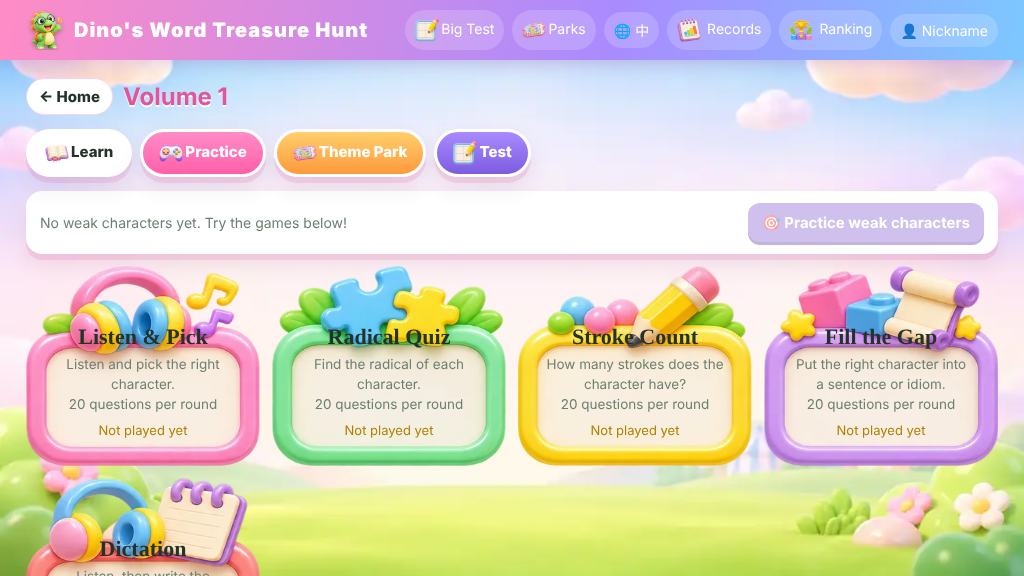 Dino's Word Treasure Hunt
Big Test
Parks
中
Records
Ranking
Nickname
← Home
Volume 1
Learn
Practice
Theme Park
Test
No weak characters yet. Try the games below!
Practice weak characters
Listen & Pick
Listen and pick the right
character.
20 questions per round
Not played yet
Radical Quiz
Find the radical of each
character.
20 questions per round
Not played yet
Stroke Count
How many strokes does the
character have?
20 questions per round
Not played yet
Fill the Gap
Put the right character into
a sentence or idiom.
20 questions per round
Not played yet
Dictation
Listen, then write the